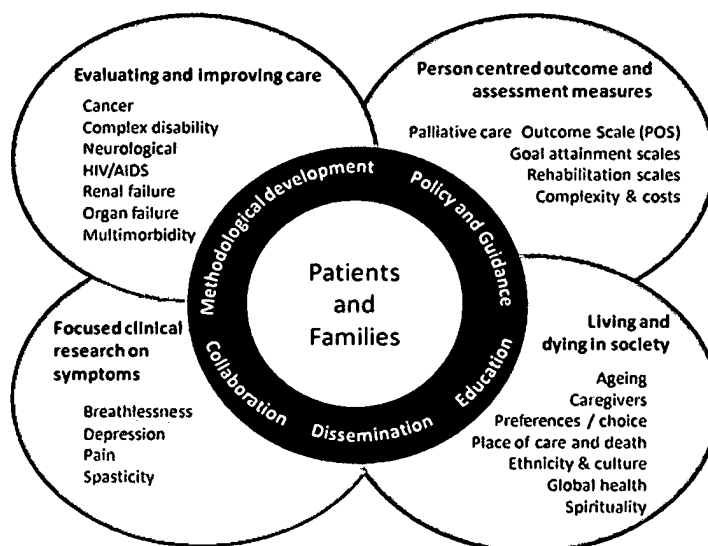 Evaluating and improving care
Cancer
Complex disability
Neurological
HIV/AIDS
Renal failure
Organ failure
Multimorbidity
Person centred outcome and
assessment measures
Palliative care Outcome Scale (POS)
Goal attainment scales
Rehabilitation scales
Complexity & costs
Methodological development
Policy and Guidance
Patients
and
Families
Collaboration
Dissemination
Education
Focused clinical
research on
symptoms
Breathlessness
Depression
Pain
Spasticity
Living and
dying in society
Ageing
Caregivers
Preferences / choice
Place of care and death
Ethnicity & culture
Global health
Spirituality